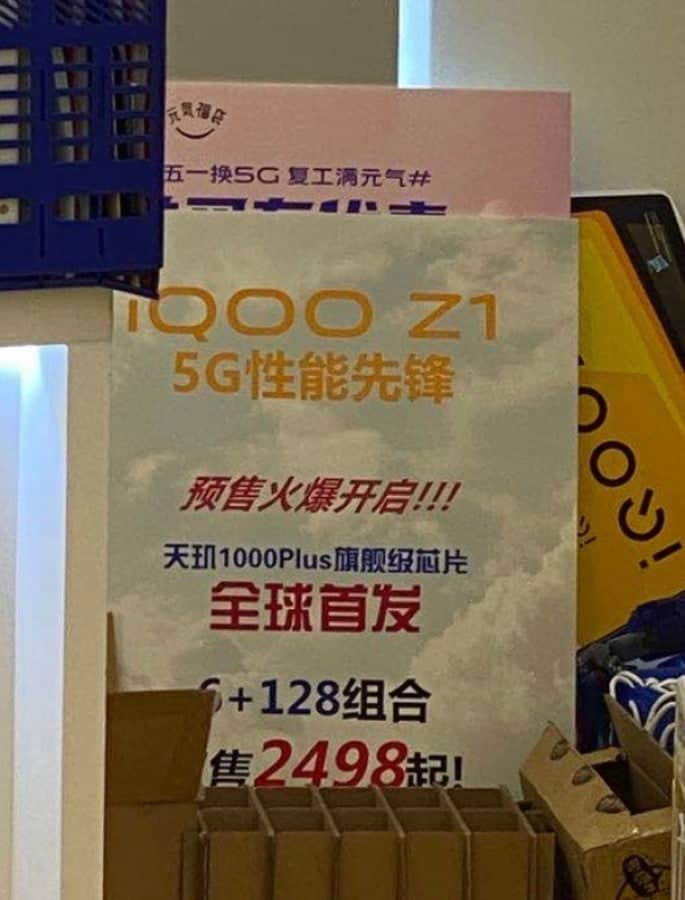 元气福袋
五一换5G 复工满元气#
iQOO Z1
5G性能先锋
预售火爆开启!!!
天玑1000Plus旗舰级芯片
全球首发
6+128组合
售2498起!